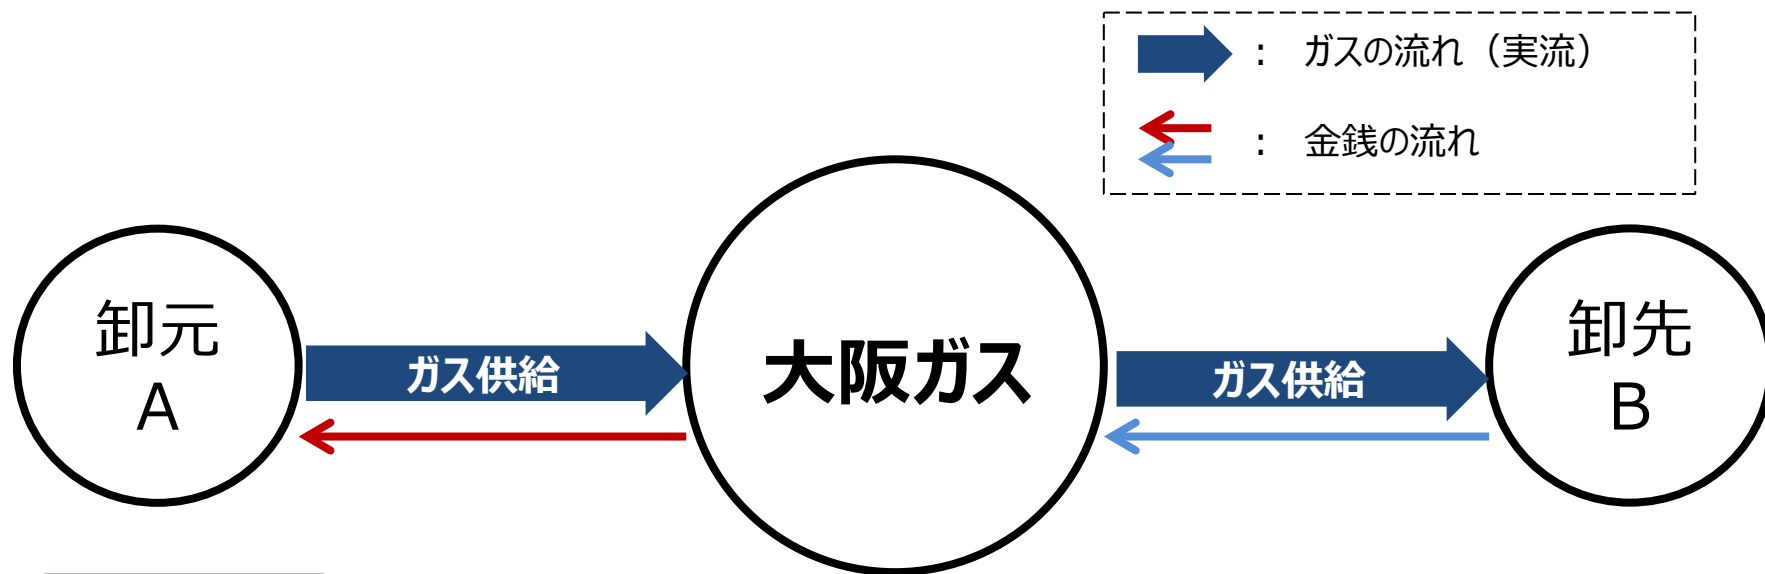 ： ガスの流れ（実流）
： 金銭の流れ
卸元
A
ガス供給
大阪ガス
ガス供給
卸先
B